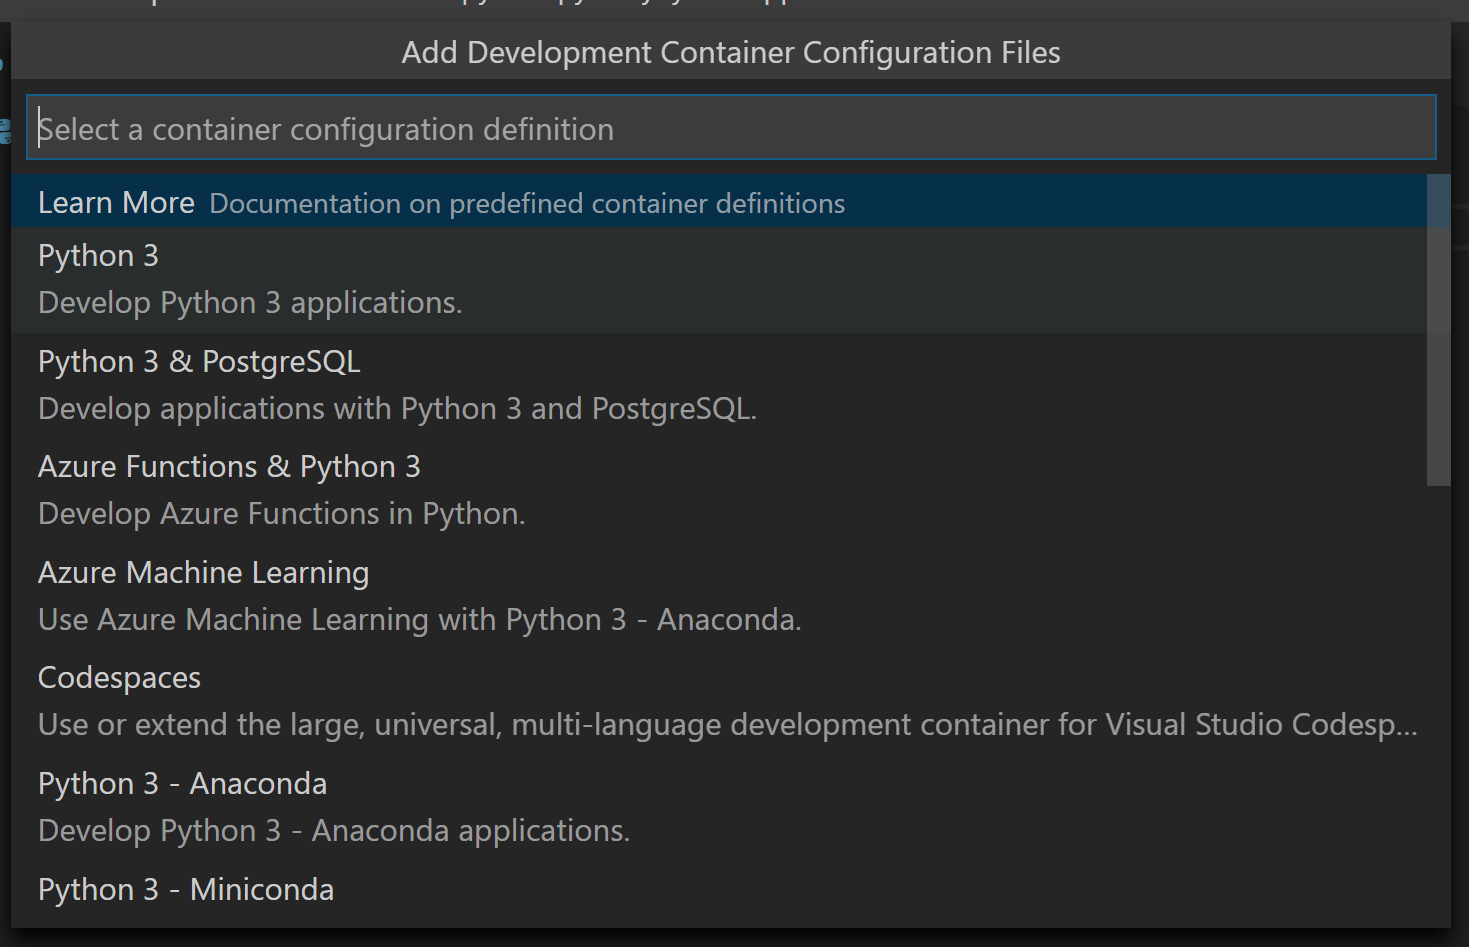 Add Development Container Configuration Files
Select a container configuration definition
Learn More Documentation on predefined container definitions
Python 3
Develop Python 3 applications.
Python 3 & PostgreSQL
Develop applications with Python 3 and PostgreSQL.
Azure Functions & Python 3
Develop Azure Functions in Python.
Azure Machine Learning
Use Azure Machine Learning with Python 3 - Anaconda.
Codespaces
Use or extend the large, universal, multi-language development container for Visual Studio Codesp...
Python 3 - Anaconda
Develop Python 3 - Anaconda applications.
Python 3 - Miniconda